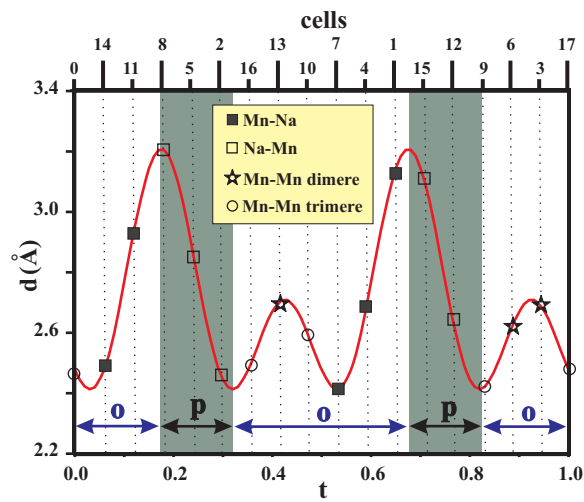 cells
14 8 2 13 7 1 12 6 17
0 11 5 16 10 4 15 9 3
3.4
3.0
2.6
2.2
d (Å)
Mn-Na
Na-Mn
Mn-Mn dimere
Mn-Mn trimere
o p o p o
0.0 0.2 0.4 0.6 0.8 1.0
t